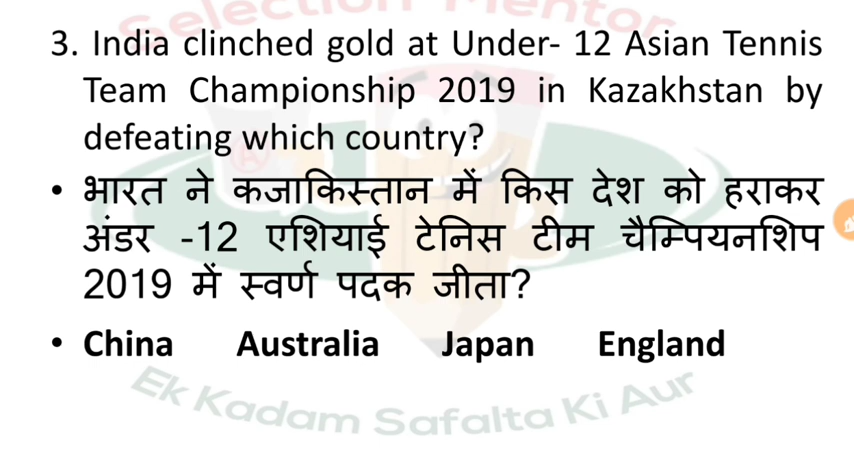 Selection Mentor
3. India clinched gold at Under- 12 Asian Tennis
Team Championship 2019 in Kazakhstan by
defeating which country?
• भारत ने कजाकिस्तान में किस देश को हराकर
अंडर -12 एशियाई टेनिस टीम चैम्पियनशिप
2019 में स्वर्ण पदक जीता?
• China Australia Japan England
Ek Kadam Safalta Ki Aur